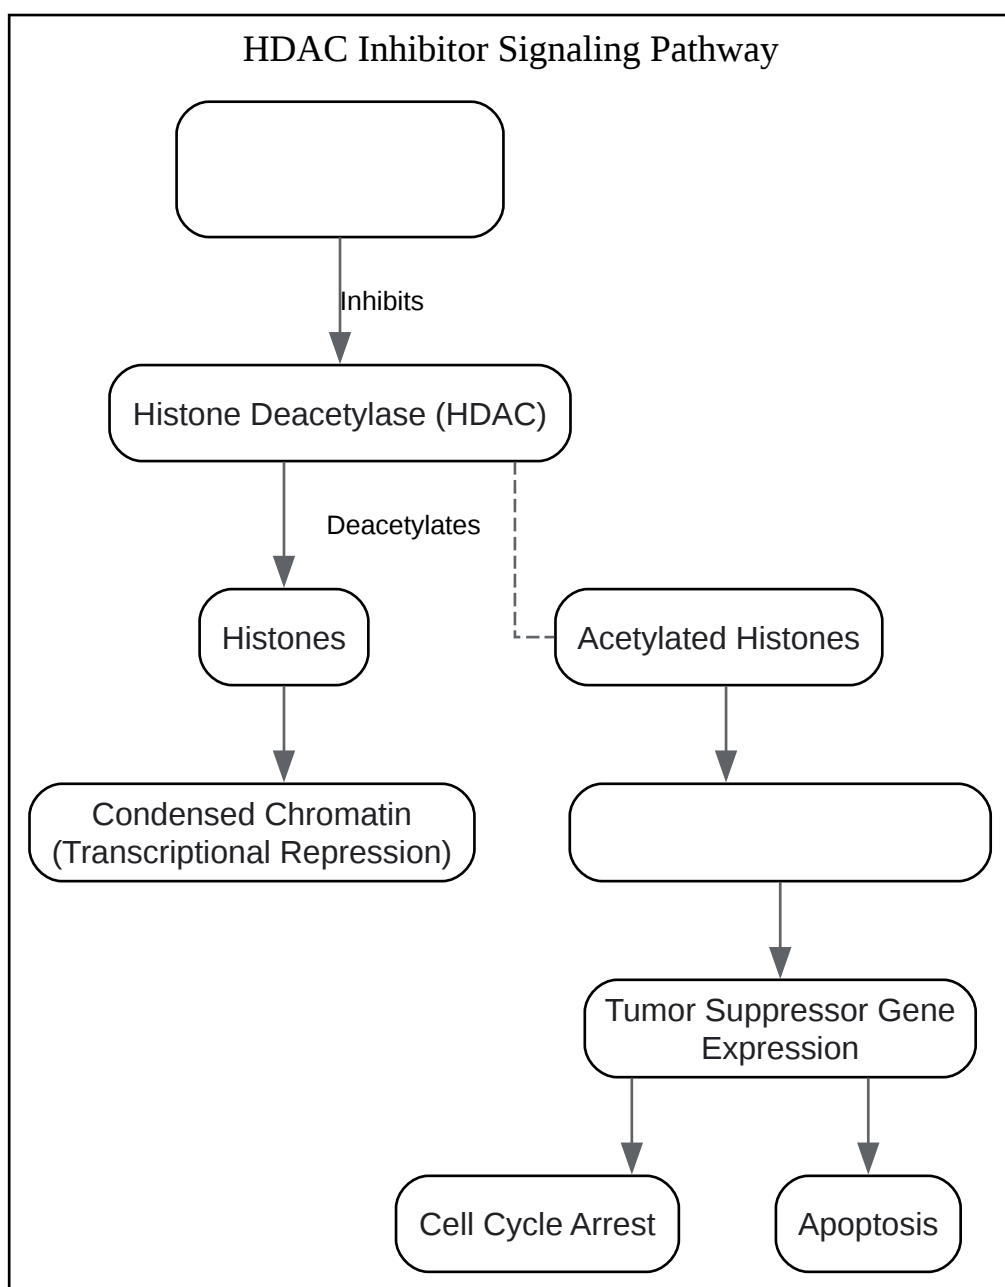 HDAC Inhibitor Signaling Pathway
Inhibits
Histone Deacetylase (HDAC)
Deacetylates
Histones
Acetylated Histones
Condensed Chromatin
(Transcriptional Repression)
Tumor Suppressor Gene
Expression
Cell Cycle Arrest
Apoptosis